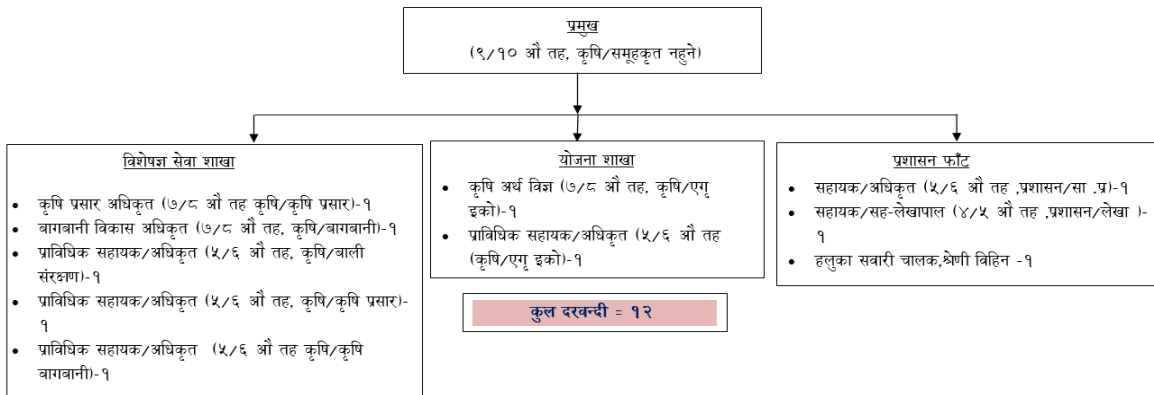 प्रमुख
(९/१० औ तह, कृषि/समूहकृत नहुने)
विशेषज्ञ सेवा शाखा
• कृषि प्रसार अधिकृत (७/८ औ तह कृषि/कृषि प्रसार)-१
• बागबानी विकास अधिकृत (७/८ औ तह, कृषि/बागबानी)-१
• प्राविधिक सहायक/अधिकृत (५/६ औ तह, कृषि/बाली
संरक्षण)-१
• प्राविधिक सहायक/अधिकृत (५/६ औ तह, कृषि/कृषि प्रसार)-
१
• प्राविधिक सहायक/अधिकृत (५/६ औ तह कृषि/कृषि
बागबानी)-१
योजना शाखा
• कृषि अर्थ विज्ञ (७/८ औ तह, कृषि/एगृ
इको)-१
• प्राविधिक सहायक/अधिकृत (५/६ औ तह
(कृषि/एगृ इको)-१
कुल दरवन्दी = १२
प्रशासन फाँट
• सहायक/अधिकृत (५/६ औ तह ,प्रशासन/सा .प्र)-१
• सहायक/सह-लेखापाल (४/५ औ तह ,प्रशासन/लेखा )-
१
• हलुका सवारी चालक,श्रेणी विहिन -१